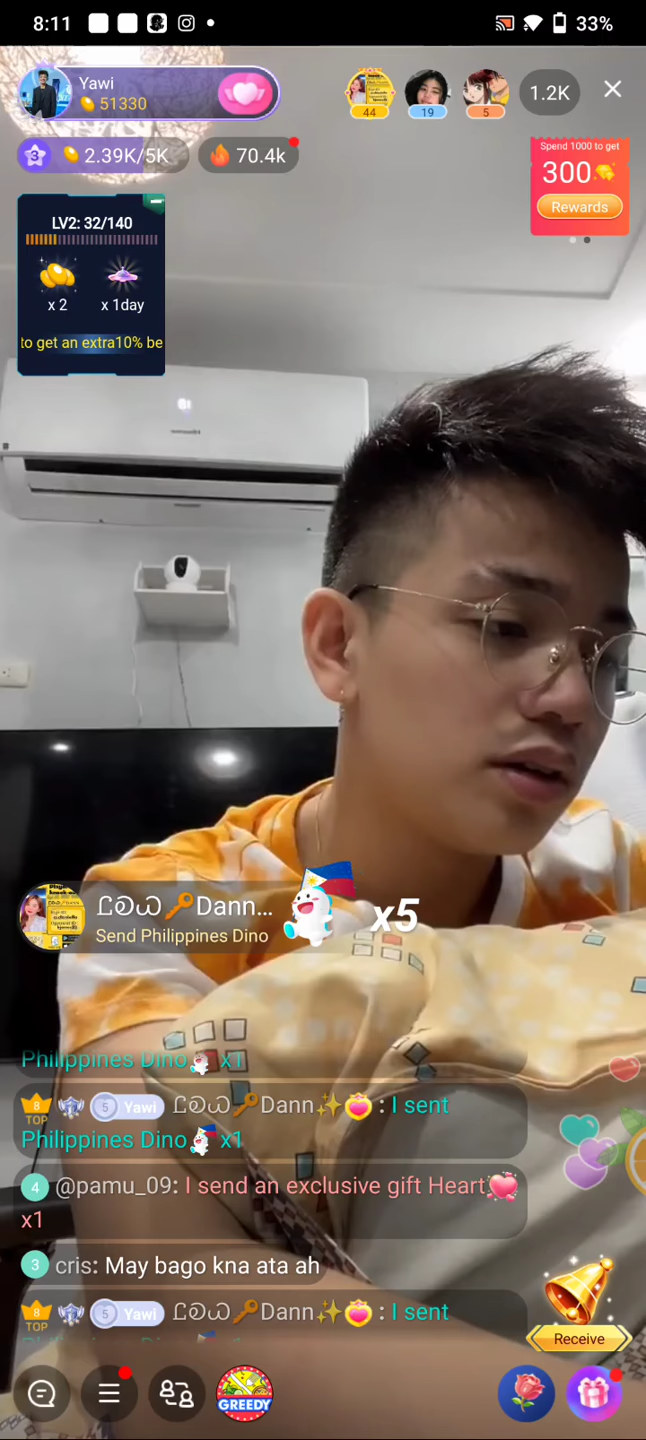 8:11
33%
Yawi
51330
44
19
5
1.2K
3
2.39K/5K
70.4k
Spend 1000 to get
300
Rewards
LV2: 32/140
x 2
x 1day
to get an extra10% be
Dann...
Send Philippines Dino
x5
Philippines Dino x1
8 TOP 5 Yawi Dann : I sent
Philippines Dino x1
4 @pamu_09: I send an exclusive gift Heart
x1
3 cris: May bago kna ata ah
8 TOP 5 Yawi Dann : I sent
Receive
GREEDY